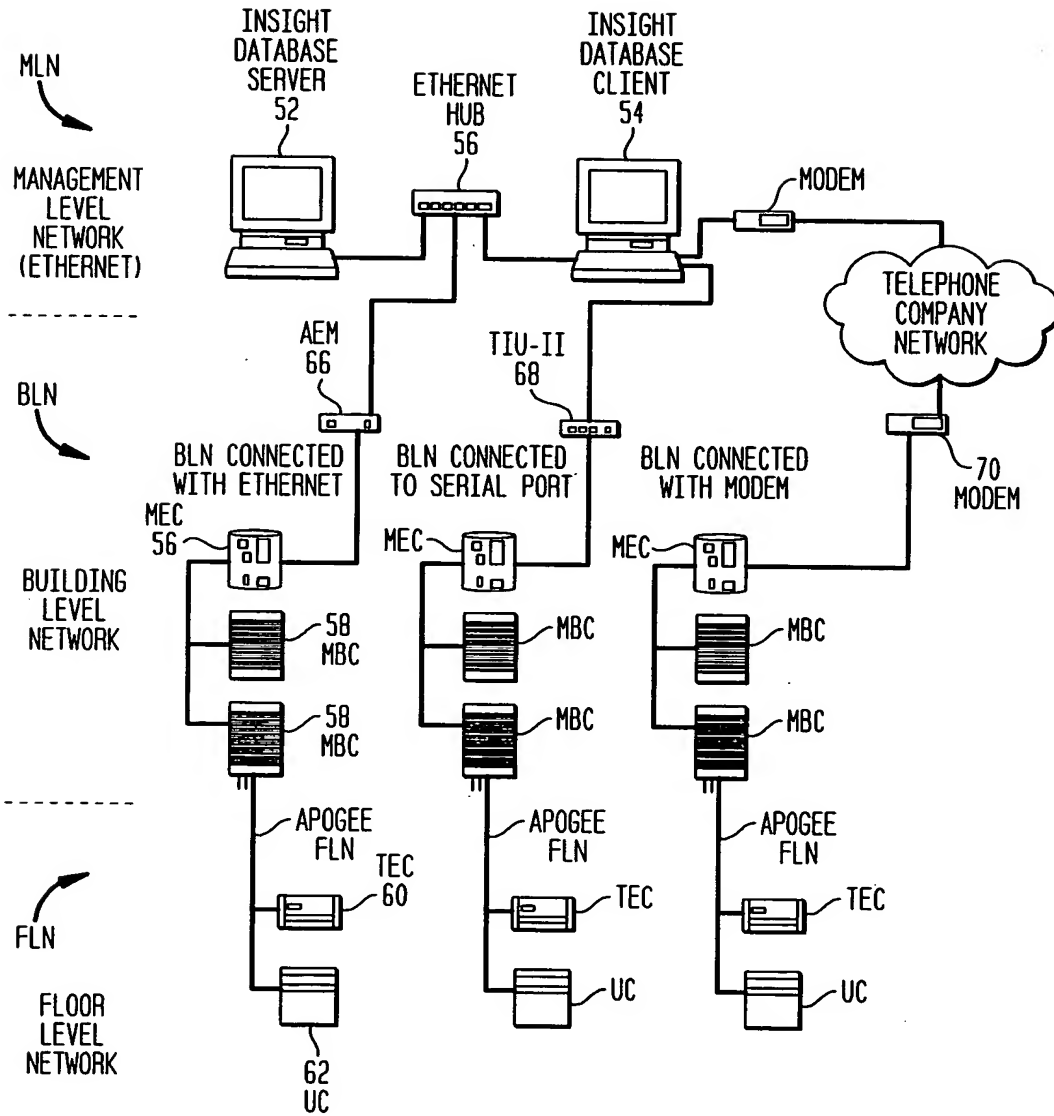 INSIGHT
DATABASE
SERVER
52
ETHERNET
HUB
56
INSIGHT
DATABASE
CLIENT
54
MLN
MODEM
MANAGEMENT
LEVEL
NETWORK
(ETHERNET)
TELEPHONE
COMPANY
NETWORK
AEM
66
TIU-II
68
BLN
BLN CONNECTED
WITH ETHERNET
BLN CONNECTED
TO SERIAL PORT
BLN CONNECTED
WITH MODEM
70
MODEM
MEC
56
MEC
MEC
BUILDING
LEVEL
NETWORK
58
MBC
MBC
MBC
58
MBC
MBC
MBC
APOGEE
FLN
APOGEE
FLN
APOGEE
FLN
TEC
60
TEC
TEC
FLN
UC
UC
FLOOR
LEVEL
NETWORK
62
UC